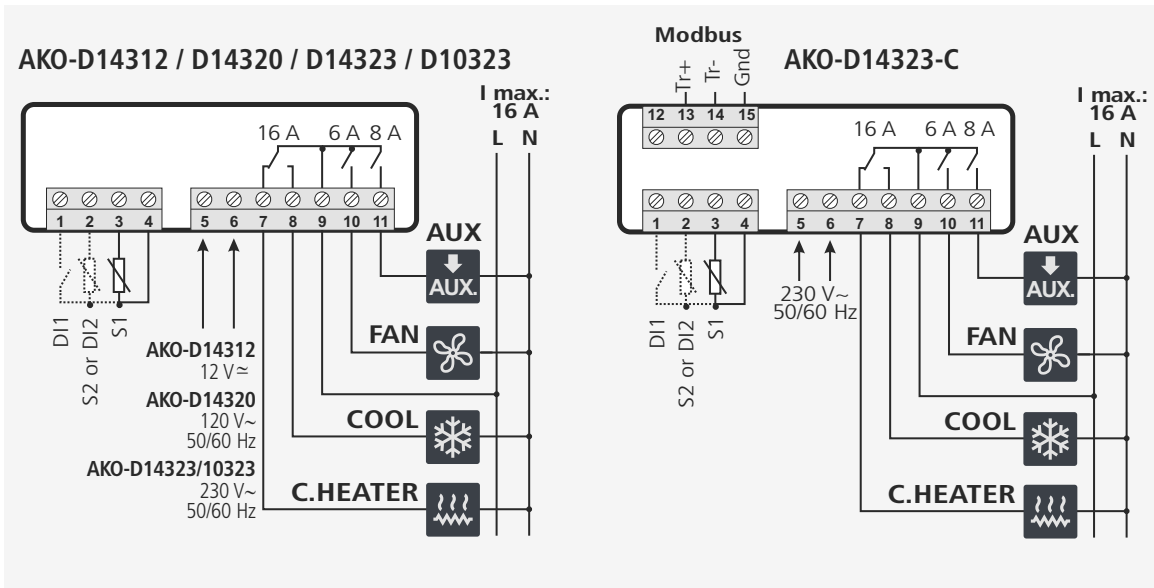 AKO-D14312 / D14320 / D14323 / D10323
I max.:
16 A
L N
16 A 6 A 8 A
1 2 3 4 5 6 7 8 9 10 11
DI1
S2 or DI2
S1
AKO-D14312
12 V≃
AKO-D14320
120 V~
50/60 Hz
AKO-D14323/10323
230 V~
50/60 Hz
AUX
AUX.
FAN
COOL
C.HEATER
Modbus
Tr+
Tr-
Gnd
AKO-D14323-C
I max.:
16 A
L N
12 13 14 15
16 A 6 A 8 A
1 2 3 4 5 6 7 8 9 10 11
DI1
S2 or DI2
S1
230 V~
50/60 Hz
AUX
AUX.
FAN
COOL
C.HEATER